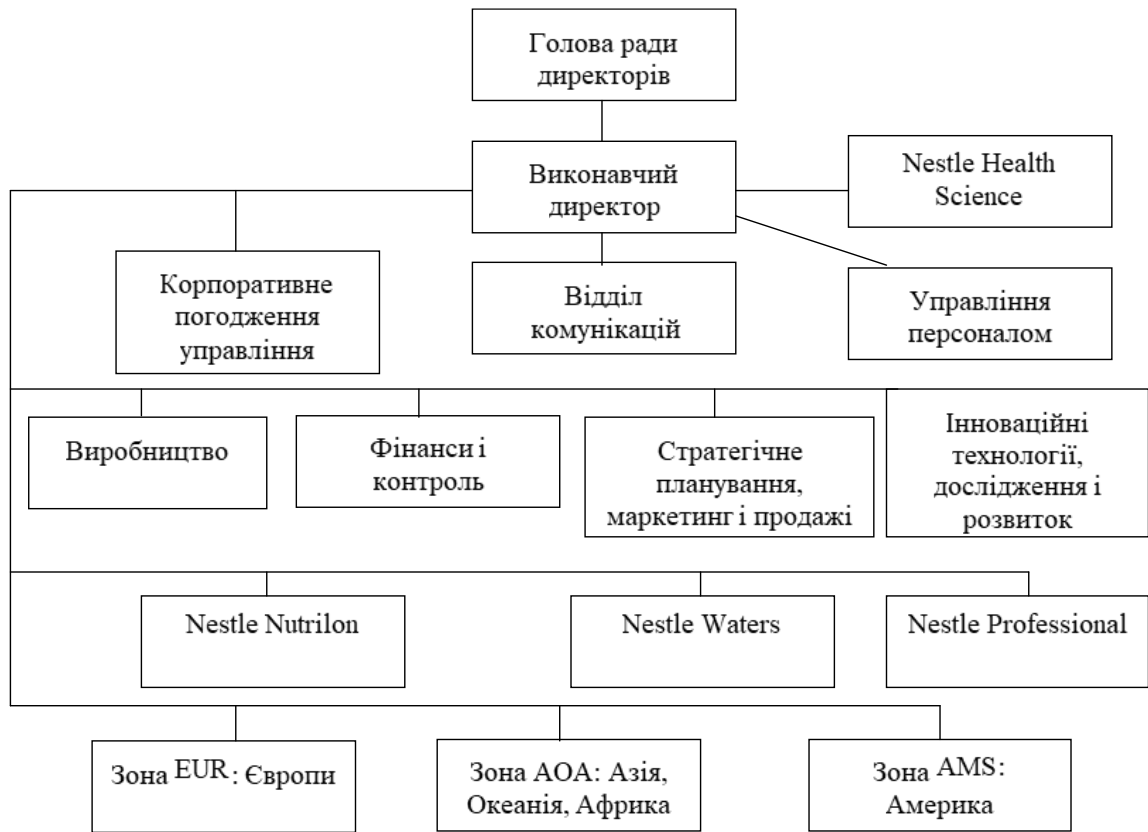 Голова ради
директорів
Виконавчий
директор
Nestle Health
Science
Корпоративне
погодження
управління
Відділ
комунікацій
Управління
персоналом
Виробництво
Фінанси і
контроль
Стратегічне
планування,
маркетинг і продажі
Інноваційні
технології,
дослідження і
розвиток
Nestle Nutrilon
Nestle Waters
Nestle Professional
Зона EUR: Європи
Зона АОА: Азія,
Океанія, Африка
Зона AMS:
Америка